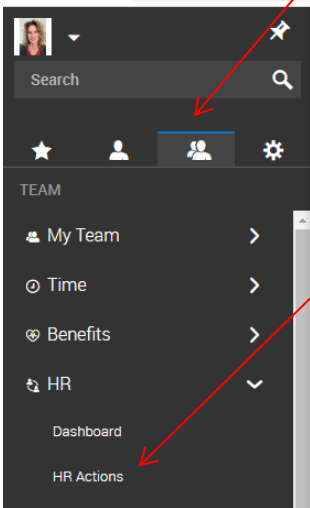 Search
TEAM
My Team
Time
Benefits
HR
Dashboard
HR Actions